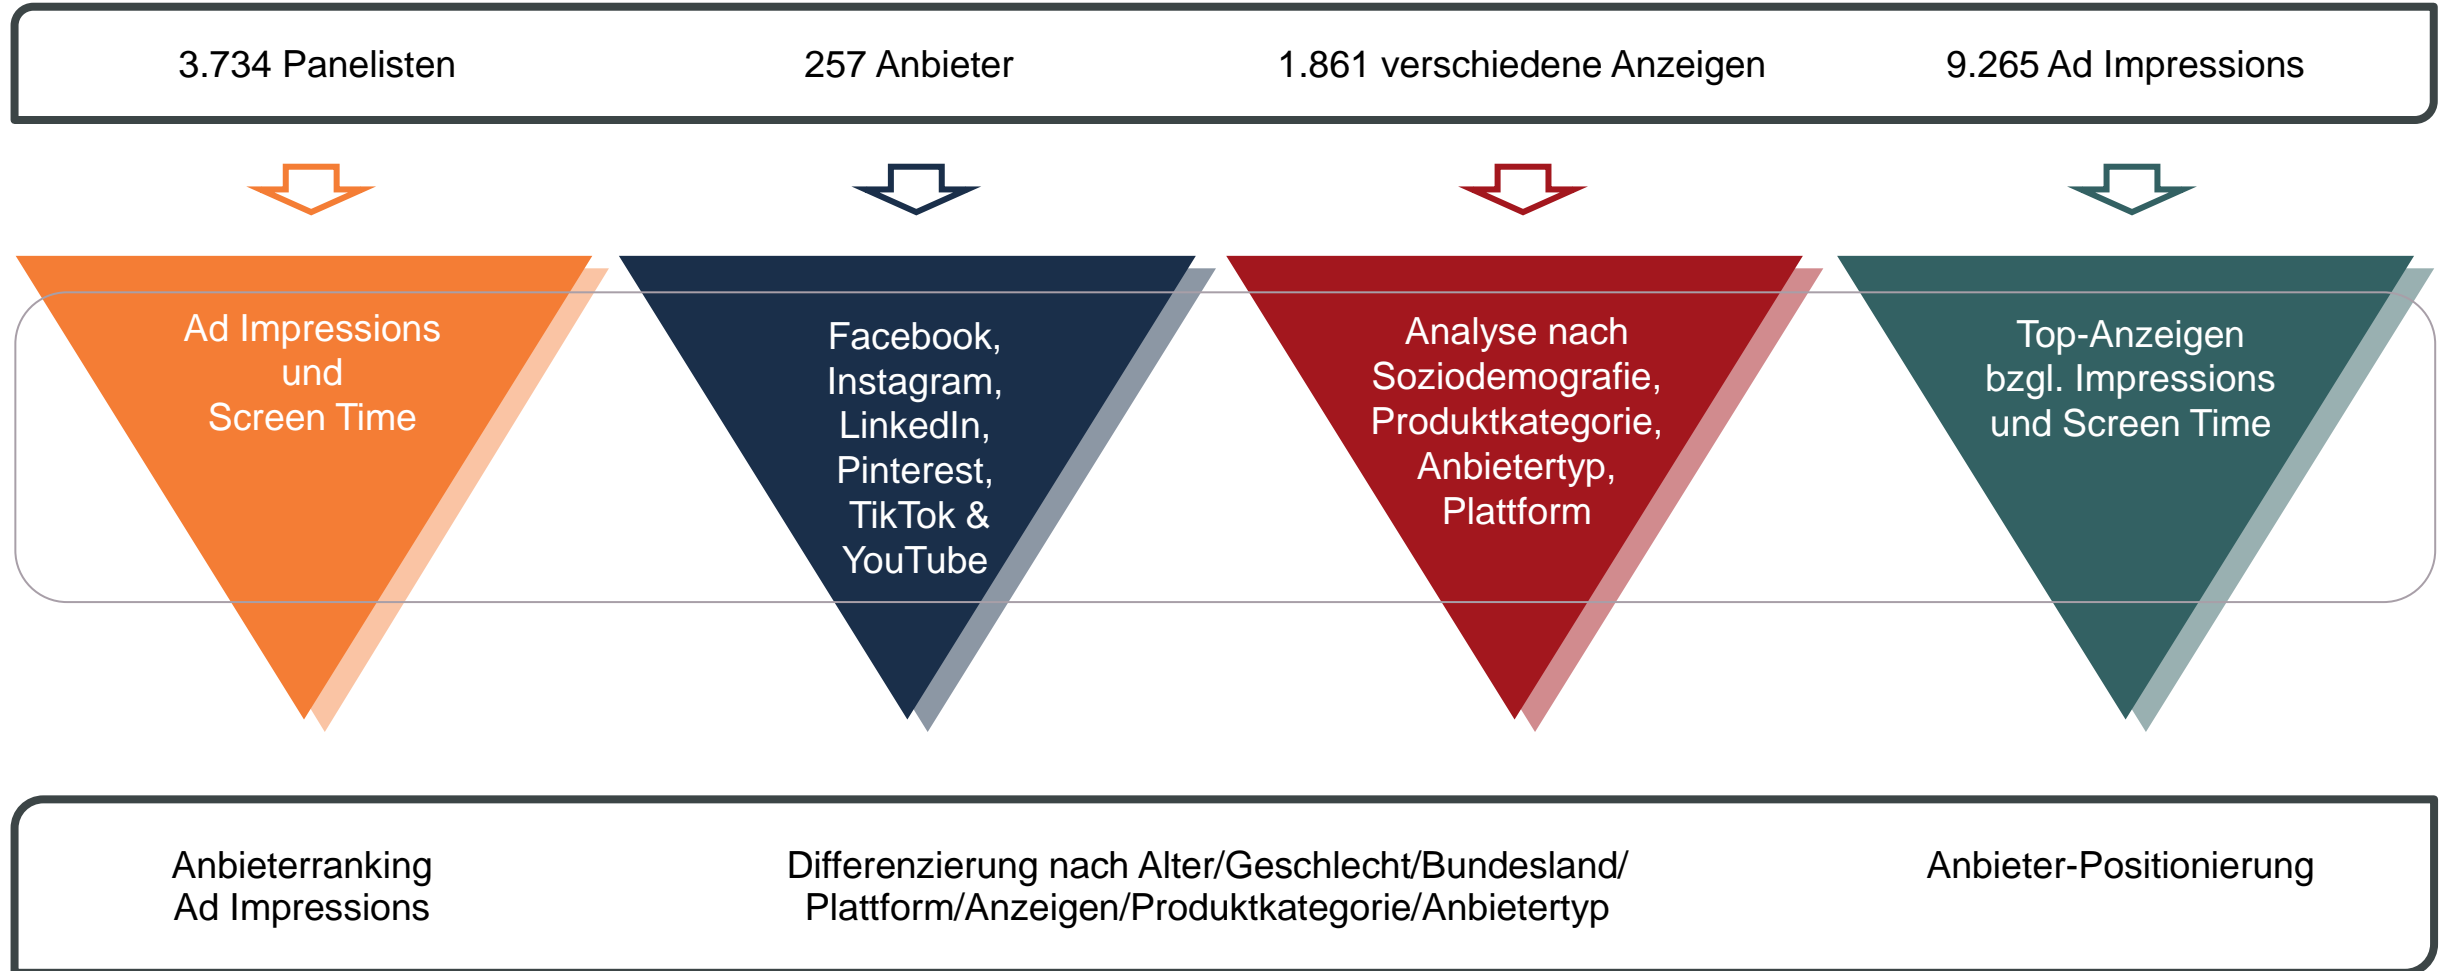 3.734 Panelisten
257 Anbieter
1.861 verschiedene Anzeigen
9.265 Ad Impressions
Ad Impressions
und
Screen Time
Facebook,
Instagram,
LinkedIn,
Pinterest,
TikTok &
YouTube
Analyse nach
Soziodemografie,
Produktkategorie,
Anbietertyp,
Plattform
Top-Anzeigen
bzgl. Impressions
und Screen Time
Anbieterranking
Ad Impressions
Differenzierung nach Alter/Geschlecht/Bundesland/
Plattform/Anzeigen/Produktkategorie/Anbietertyp
Anbieter-Positionierung